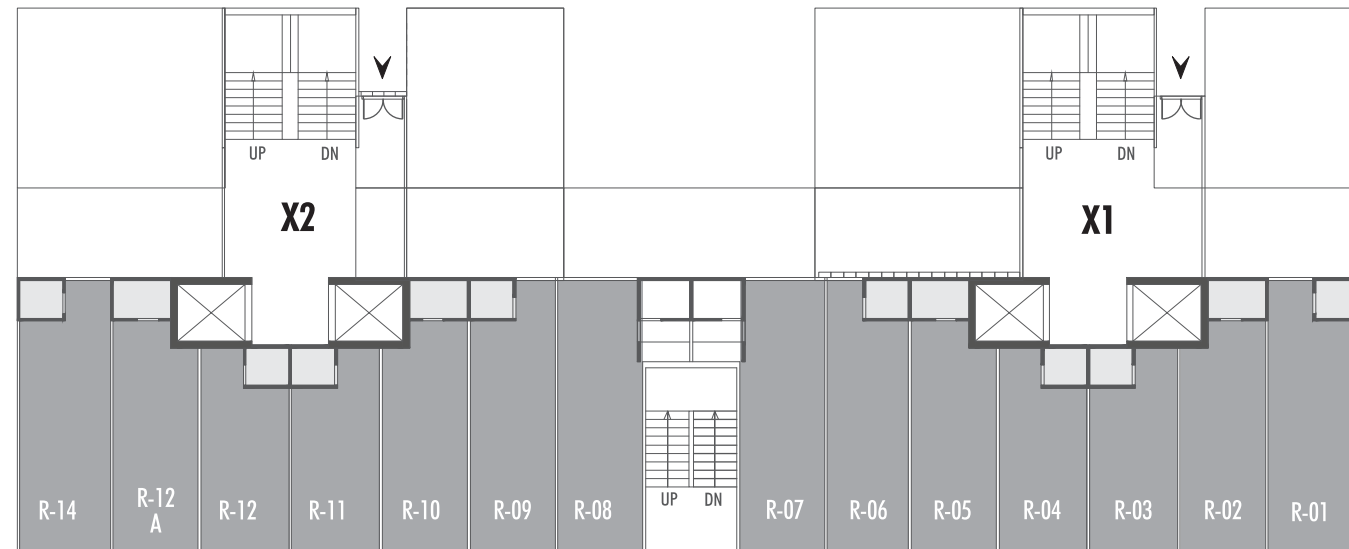 UP DN
UP DN
X2
X1
UP DN
R-14
R-12
A
R-12
R-11
R-10
R-09
R-08
R-07
R-06
R-05
R-04
R-03
R-02
R-01